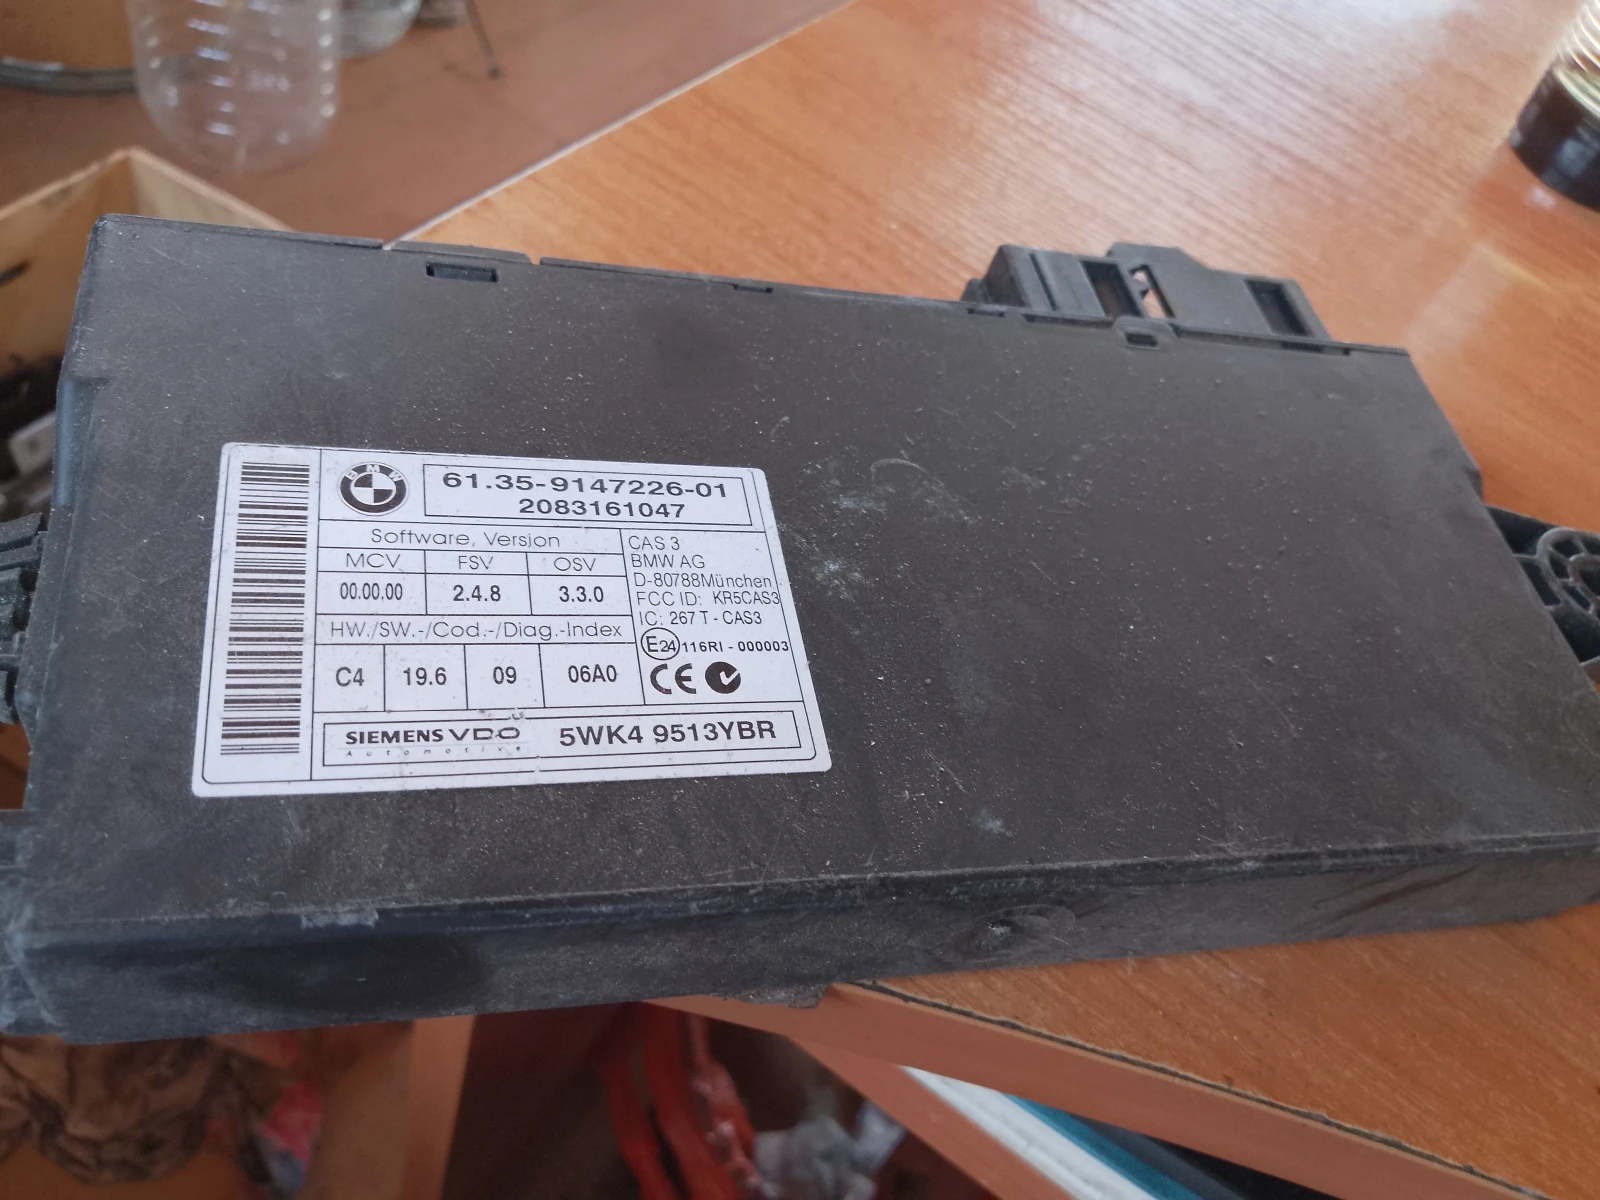 BMW
61.35-9147226-01
2083161047
Software, Version
MCV FSV OSV
00.00.00 2.4.8 3.3.0
HW./SW.-/Cod.-/Diag.-Index
C4 19.6 09 06A0
CAS 3
BMW AG
D-80788München
FCC ID: KR5CAS3
IC: 267 T - CAS3
E24 116RI - 000003
CE
SIEMENS VDO
Automotive
5WK4 9513YBR